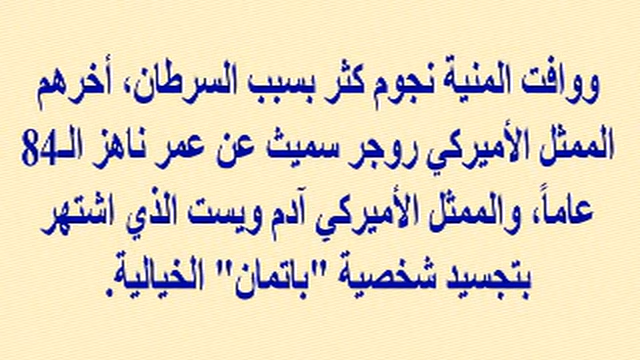 ووافت المنية نجوم كثر بسبب السرطان، أخرهم
الممثل الأميركي روجر سميث عن عمر ناهز الـ84
عاماً، والممثل الأميركي آدم ويست الذي اشتهر
بتجسيد شخصية "باتمان" الخيالية.